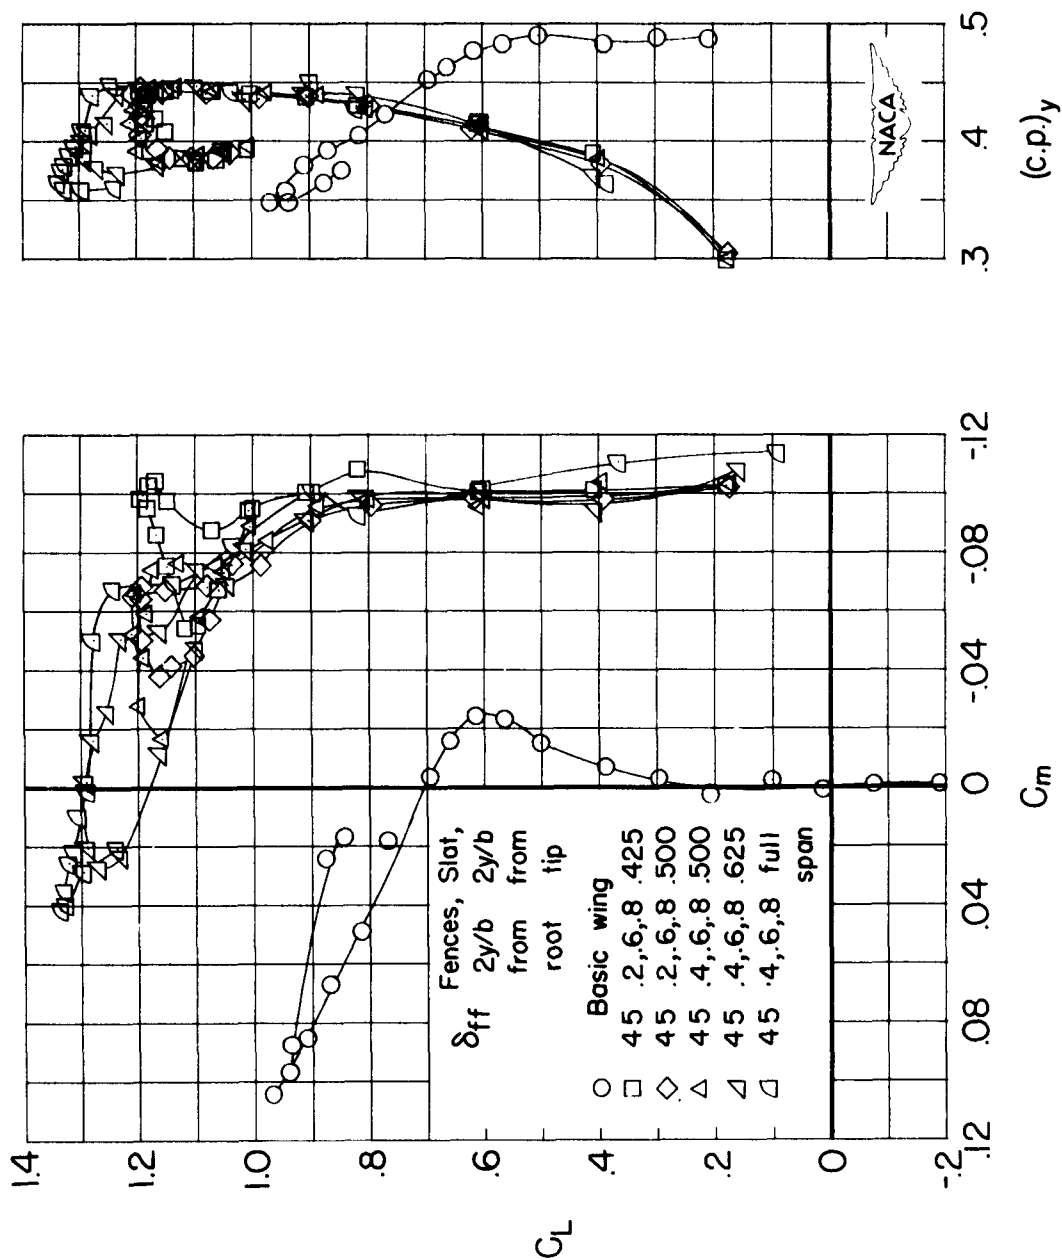 1.4
1.2
1.0
.8
.6
.4
.2
0
-.2
C_L
.12
.08
.04
0
-.04
-.08
-.12
C_m
δff Fences, Slat,
2y/b 2y/b
from from
root tip
Basic wing
45 .2,.6,.8 .425
45 .2,.6,.8 .500
45 .4,.6,.8 .500
45 .4,.6,.8 .625
45 .4,.6,.8 full
span
.3
.4
.5
(c.p.)y
NACA